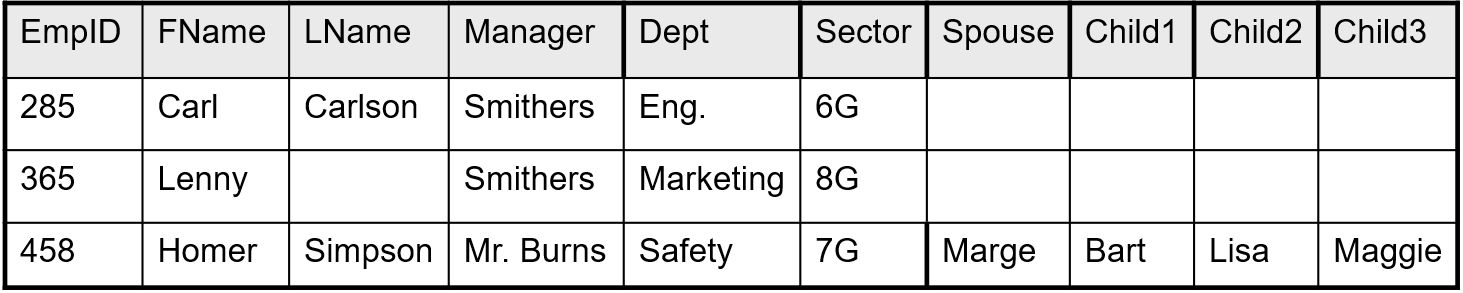 EmpID FName LName Manager Dept Sector Spouse Child1 Child2 Child3
285 Carl Carlson Smithers Eng. 6G
365 Lenny Smithers Marketing 8G
458 Homer Simpson Mr. Burns Safety 7G Marge Bart Lisa Maggie